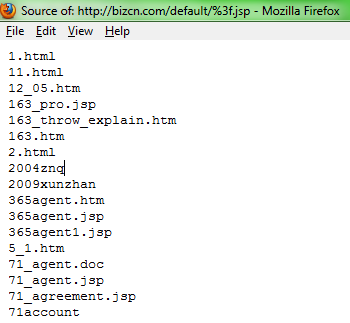 Source of: http://bizcn.com/default/%3f.jsp - Mozilla Firefox
File Edit View Help
1.html
11.html
12_05.htm
163_pro.jsp
163_throw_explain.htm
163.htm
2.html
2004znq
2009xunzhan
365agent.htm
365agent.jsp
365agent1.jsp
5_1.htm
71_agent.doc
71_agent.jsp
71_agreement.jsp
71account